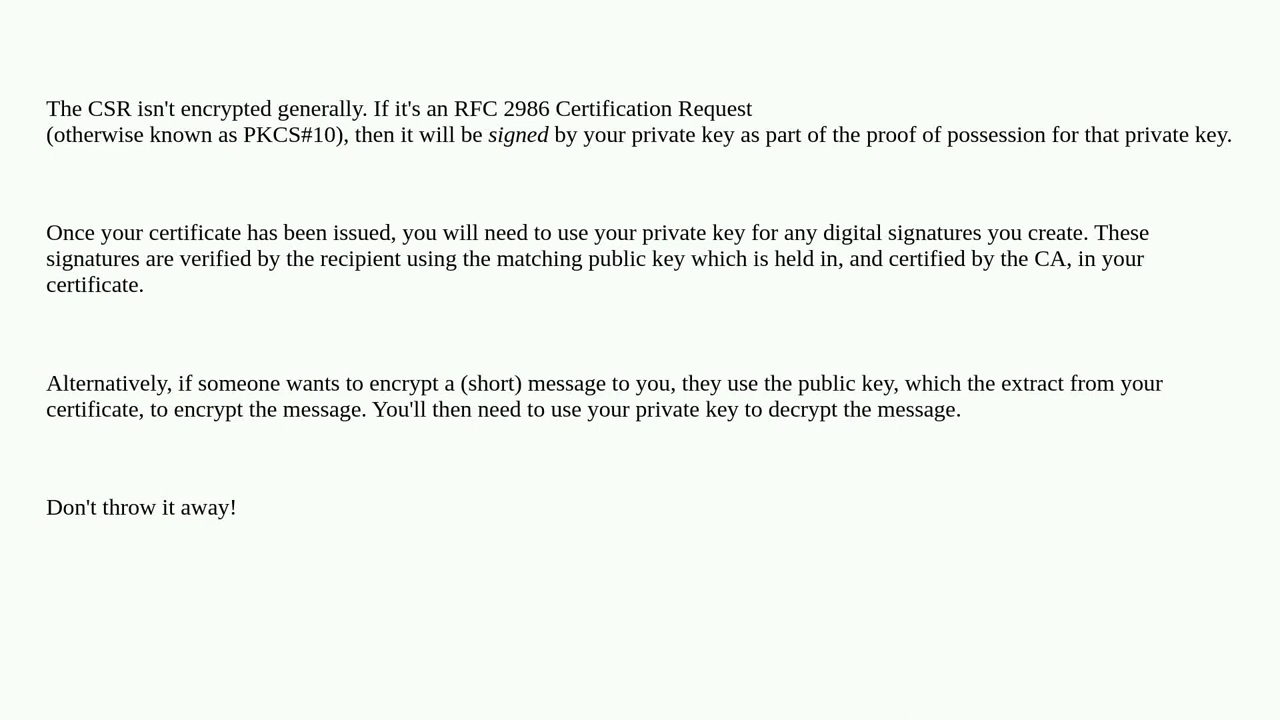 The CSR isn't encrypted generally. If it's an RFC 2986 Certification Request
(otherwise known as PKCS#10), then it will be signed by your private key as part of the proof of possession for that private key.
Once your certificate has been issued, you will need to use your private key for any digital signatures you create. These
signatures are verified by the recipient using the matching public key which is held in, and certified by the CA, in your
certificate.
Alternatively, if someone wants to encrypt a (short) message to you, they use the public key, which the extract from your
certificate, to encrypt the message. You'll then need to use your private key to decrypt the message.
Don't throw it away!